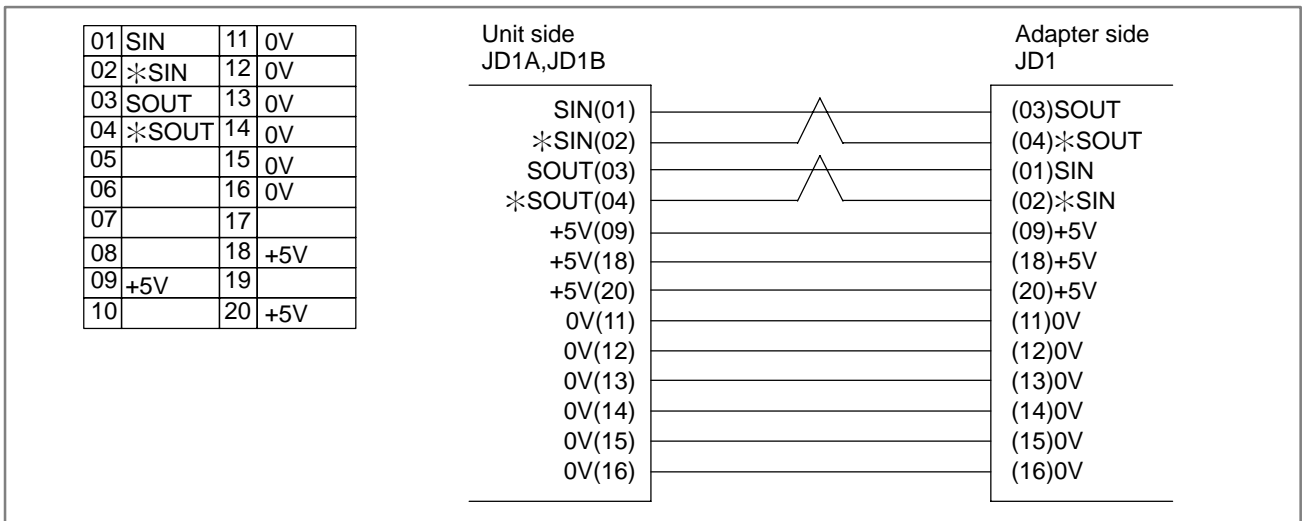 01 SIN 11 0V
02 ✳SIN 12 0V
03 SOUT 13 0V
04 ✳SOUT 14 0V
05 15 0V
06 16 0V
07 17
08 18 +5V
09 +5V 19
10 20 +5V
Unit side
JD1A,JD1B
Adapter side
JD1
SIN(01) (03)SOUT
✳SIN(02) (04)✳SOUT
SOUT(03) (01)SIN
✳SOUT(04) (02)✳SIN
+5V(09) (09)+5V
+5V(18) (18)+5V
+5V(20) (20)+5V
0V(11) (11)0V
0V(12) (12)0V
0V(13) (13)0V
0V(14) (14)0V
0V(15) (15)0V
0V(16) (16)0V